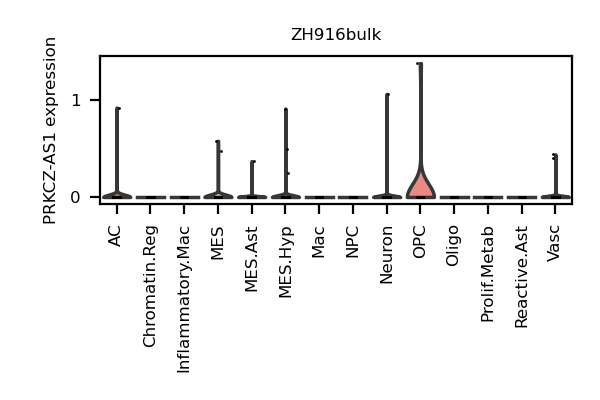 ZH916bulk
PRKCZ-AS1 expression
1
0
AC
Chromatin.Reg
Inflammatory.Mac
MES
MES.Ast
MES.Hyp
Mac
NPC
Neuron
OPC
Oligo
Prolif.Metab
Reactive.Ast
Vasc